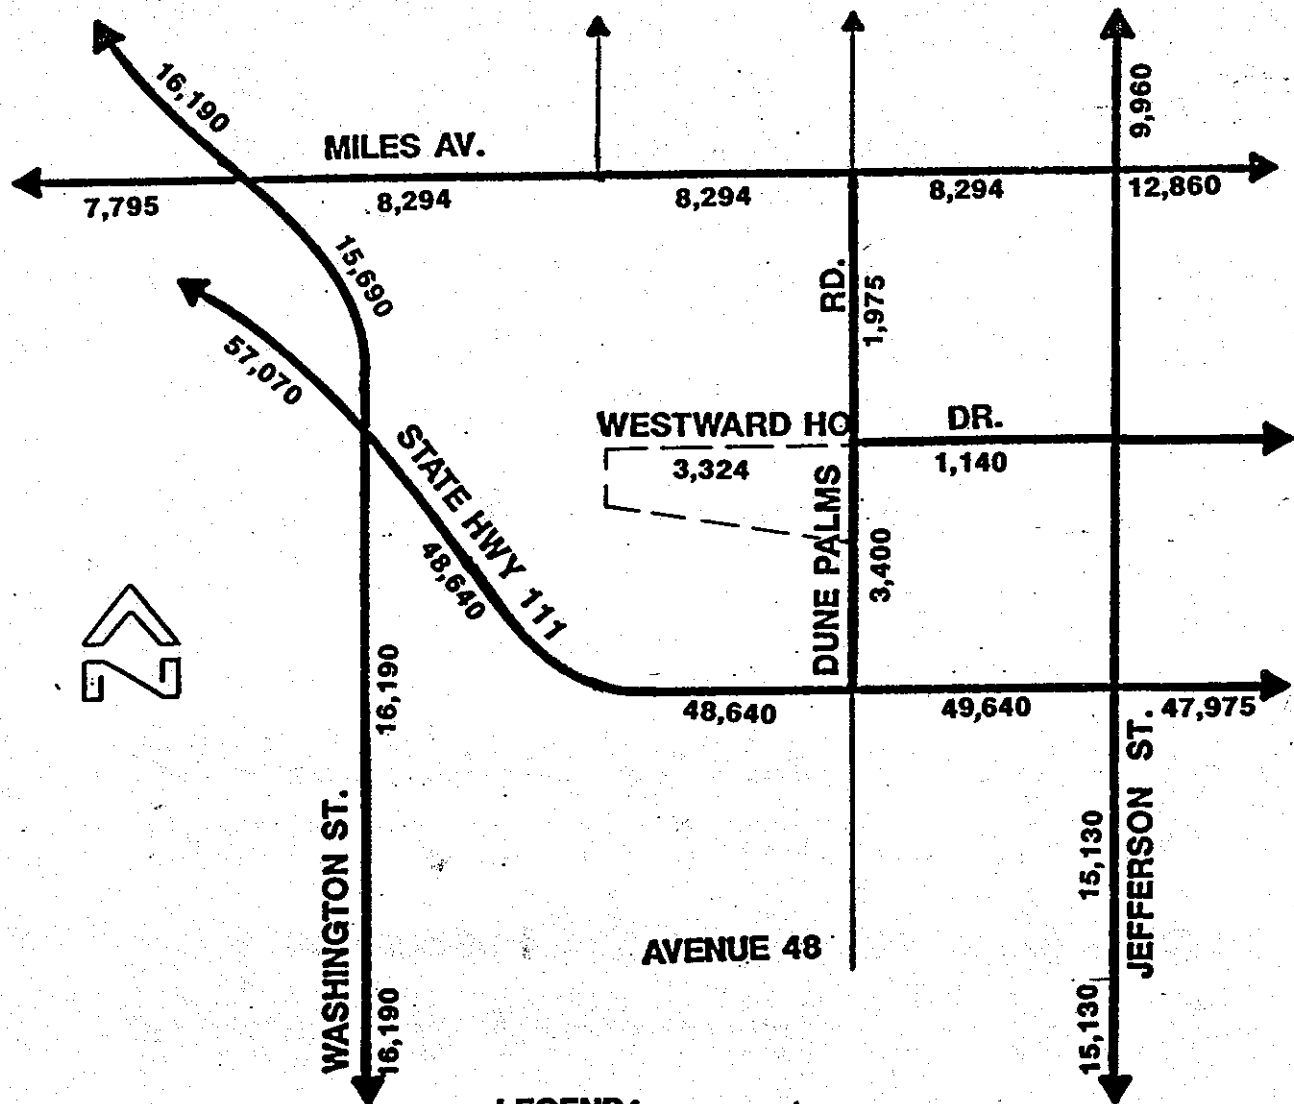 16,190
9,960
MILES AV.
7,795
8,294
8,294
8,294
12,860
15,690
RD.
1,975
57,070
STATE HWY 111
48,640
WESTWARD HO
DR.
3,324
1,140
DUNE PALMS
3,400
N
16,190
48,640
49,640
47,975
WASHINGTON ST.
16,190
AVENUE 48
15,130
JEFFERSON ST.
15,130
LEGEND: